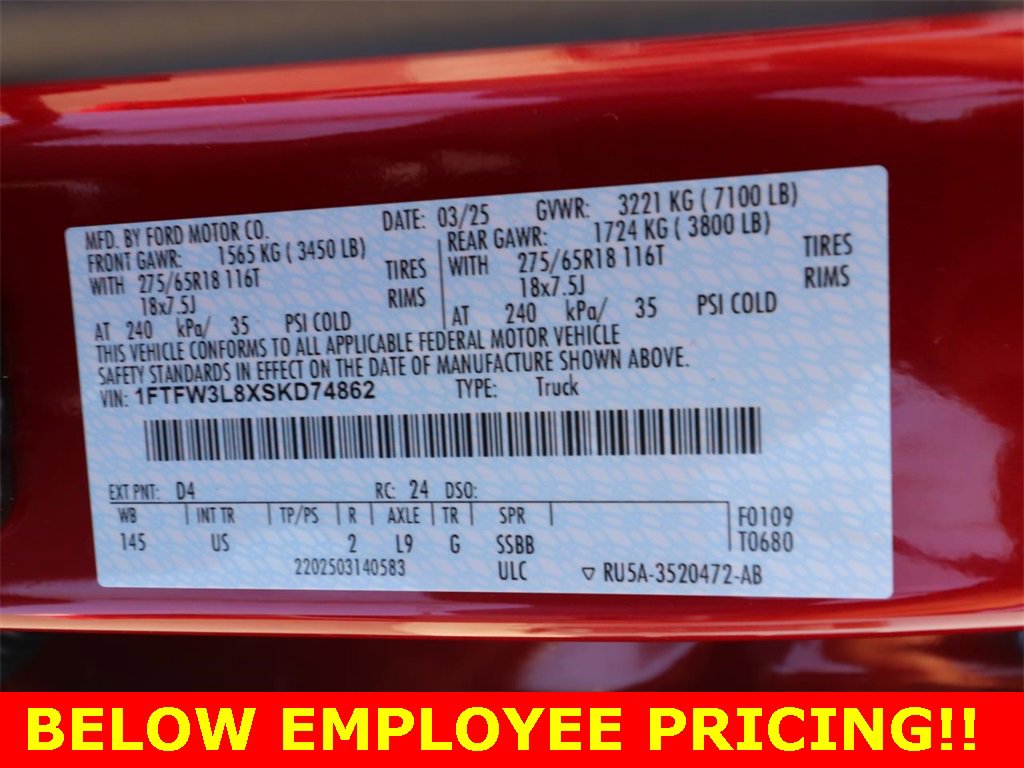 MFD. BY FORD MOTOR CO. DATE: 03/25 GVWR: 3221 KG ( 7100 LB)
FRONT GAWR: 1565 KG ( 3450 LB) REAR GAWR: 1724 KG ( 3800 LB)
WITH 275/65R18 116T TIRES WITH 275/65R18 116T TIRES
18x7.5J RIMS 18x7.5J RIMS
AT 240 kPa/ 35 PSI COLD AT 240 kPa/ 35 PSI COLD
THIS VEHICLE CONFORMS TO ALL APPLICABLE FEDERAL MOTOR VEHICLE
SAFETY STANDARDS IN EFFECT ON THE DATE OF MANUFACTURE SHOWN ABOVE.
VIN: 1FTFW3L8XSKD74862 TYPE: Truck
EXT PNT: D4 RC: 24 DSO:
WB | INT TR | TP/PS | R | AXLE | TR | SPR | F0109
145 US 2 L9 G SSBB T0680
2202503140583 ULC ▽ RU5A-3520472-AB
BELOW EMPLOYEE PRICING!!